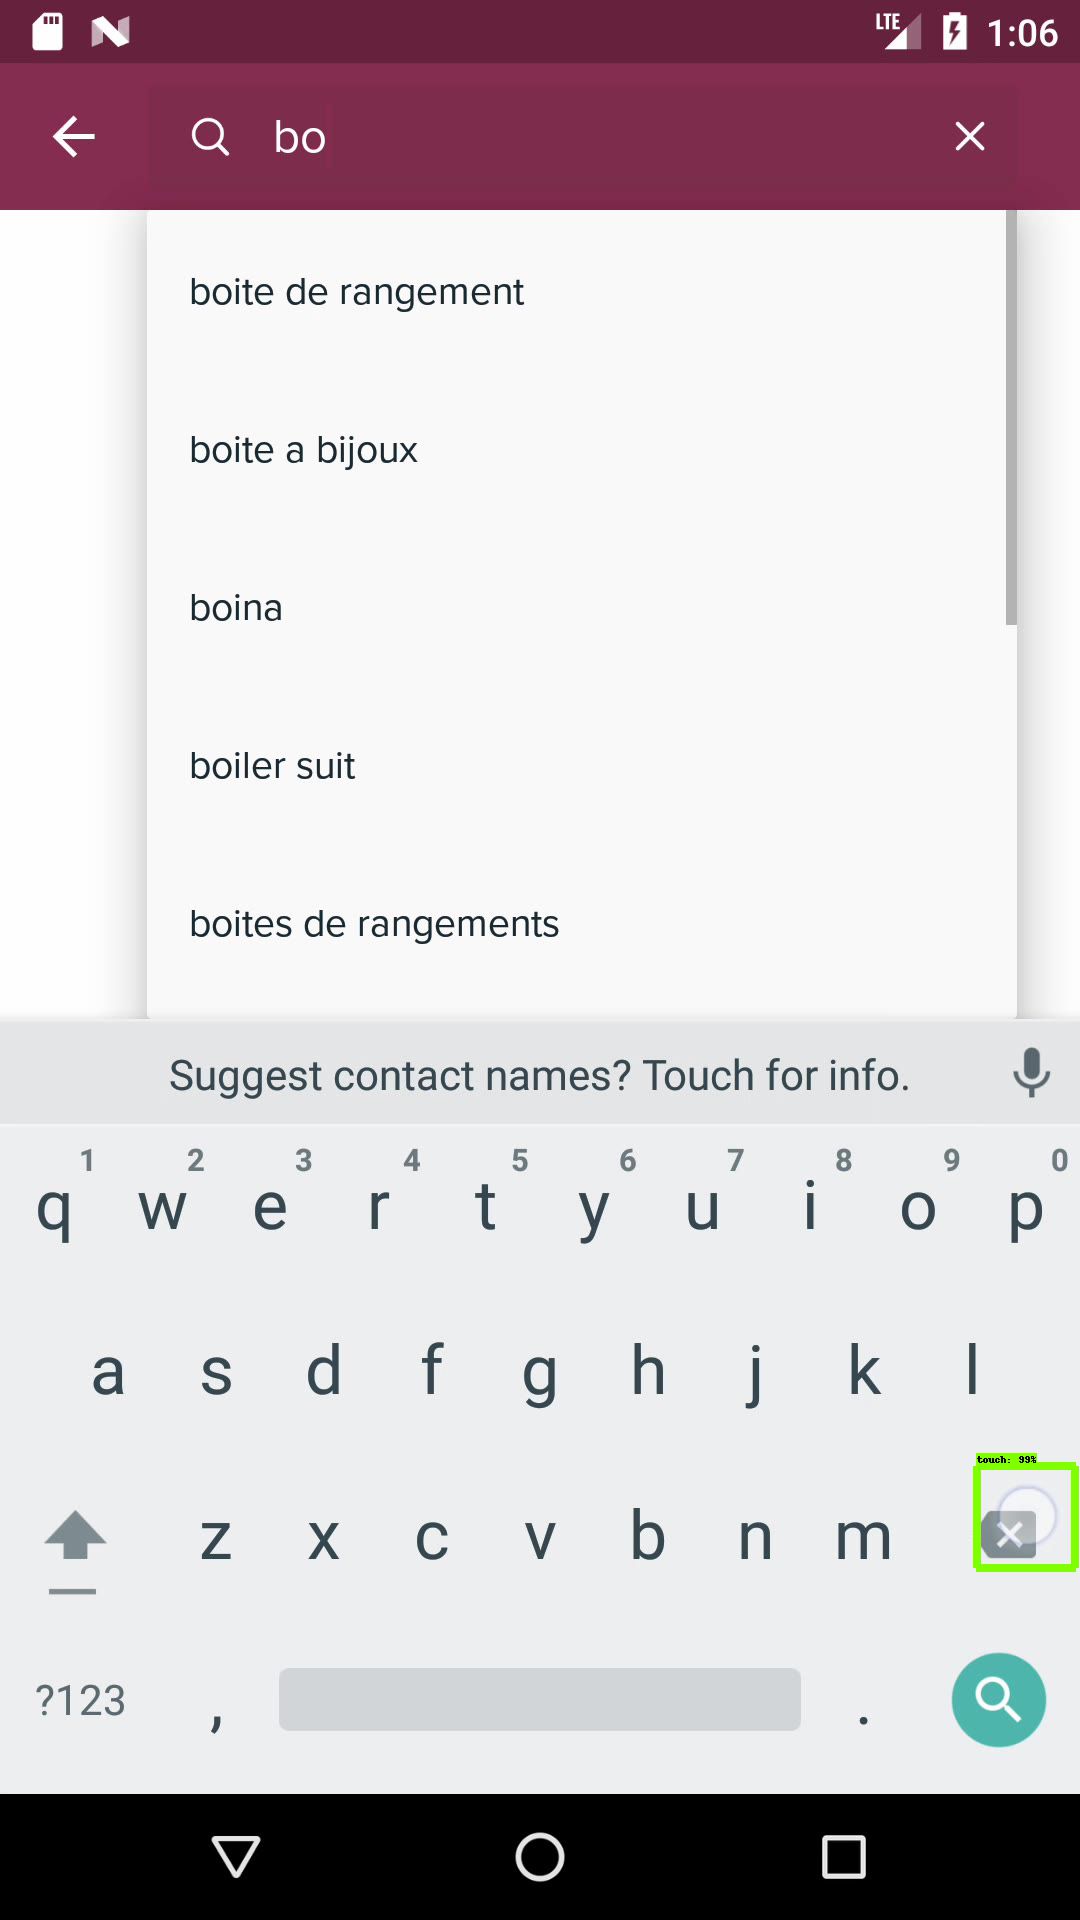 LTE 1:06
bo
boite de rangement
boite a bijoux
boina
boiler suit
boites de rangements
Suggest contact names? Touch for info.
1 2 3 4 5 6 7 8 9 0
q w e r t y u i o p
a s d f g h j k l
touch: 99%
z x c v b n m
?123 , .